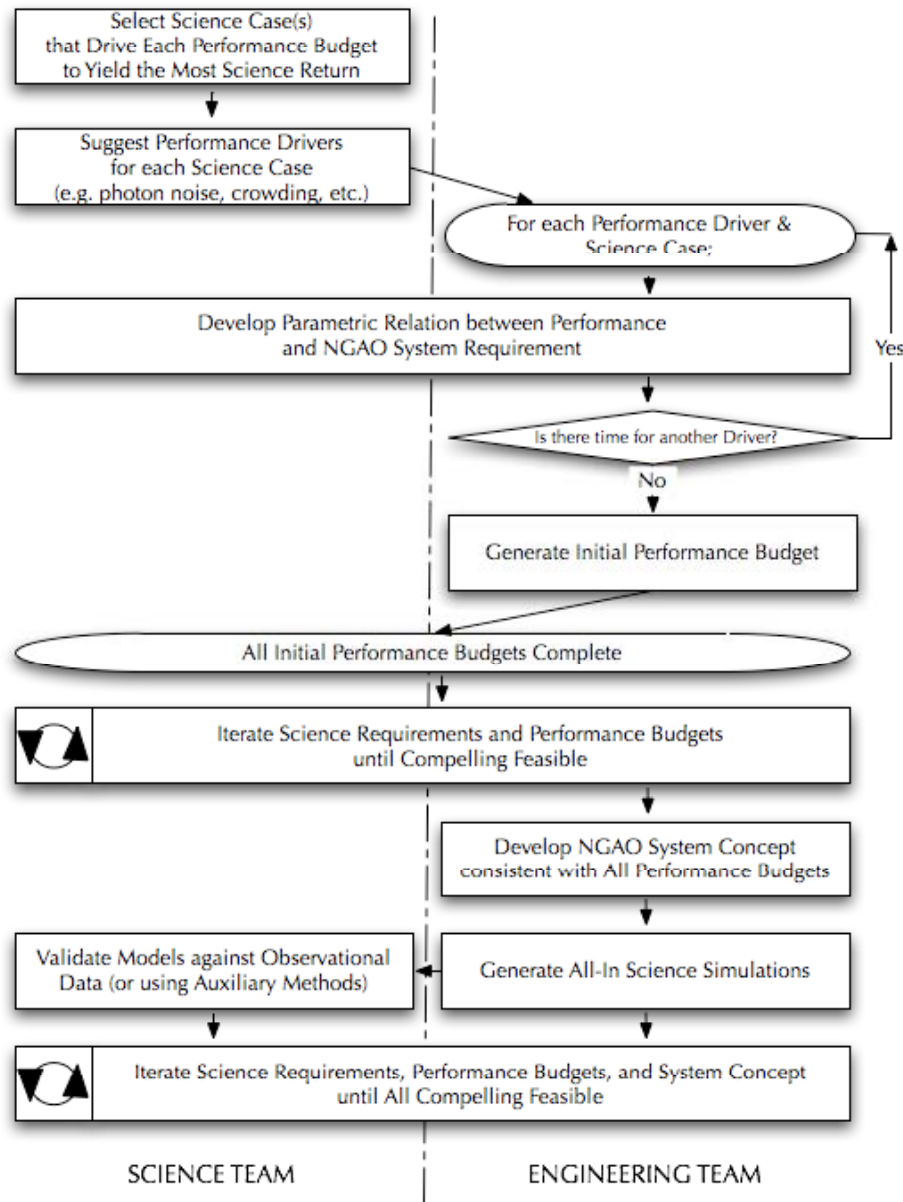 Select Science Case(s)
that Drive Each Performance Budget
to Yield the Most Science Return
Suggest Performance Drivers
for each Science Case
(e.g. photon noise, crowding, etc.)
For each Performance Driver &
Science Case;
Develop Parametric Relation between Performance
and NGAO System Requirement
Yes
Is there time for another Driver?
No
Generate Initial Performance Budget
All Initial Performance Budgets Complete
Iterate Science Requirements and Performance Budgets
until Compelling Feasible
Develop NGAO System Concept
consistent with All Performance Budgets
Validate Models against Observational
Data (or using Auxiliary Methods)
Generate All-In Science Simulations
Iterate Science Requirements, Performance Budgets, and System Concept
until All Compelling Feasible
SCIENCE TEAM
ENGINEERING TEAM